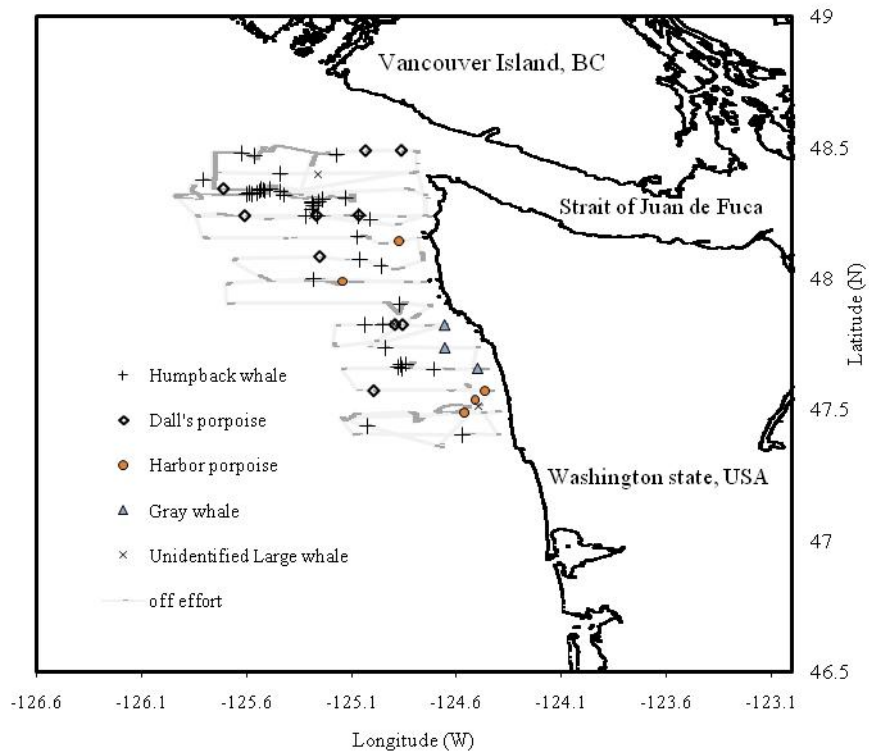 49
Vancouver Island, BC
48.5
Strait of Juan de Fuca
48
Latitude (N)
Humpback whale
Dall's porpoise
Harbor porpoise
Gray whale
Unidentified Large whale
off effort
47.5
Washington state, USA
47
46.5
-126.6 -126.1 -125.6 -125.1 -124.6 -124.1 -123.6 -123.1
Longitude (W)